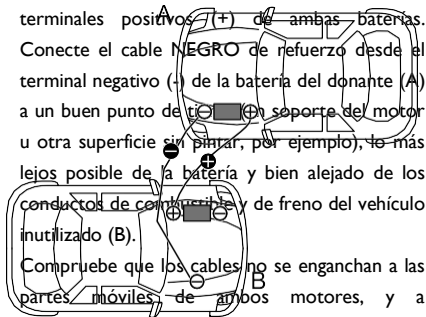 terminales positivos (+) de ambas baterías.
Conecte el cable NEGRO de refuerzo desde el
terminal negativo (-) de la batería del donante (A)
a un buen punto de soporte del motor
u otra superficie sin pintar, por ejemplo), lo más
lejos posible de la batería y bien alejado de los
conductos de combustible y de freno del vehículo
inutilizado (B).
Compruebe que los cables no se enganchan a las
partes móviles de ambos motores, y a
A
B